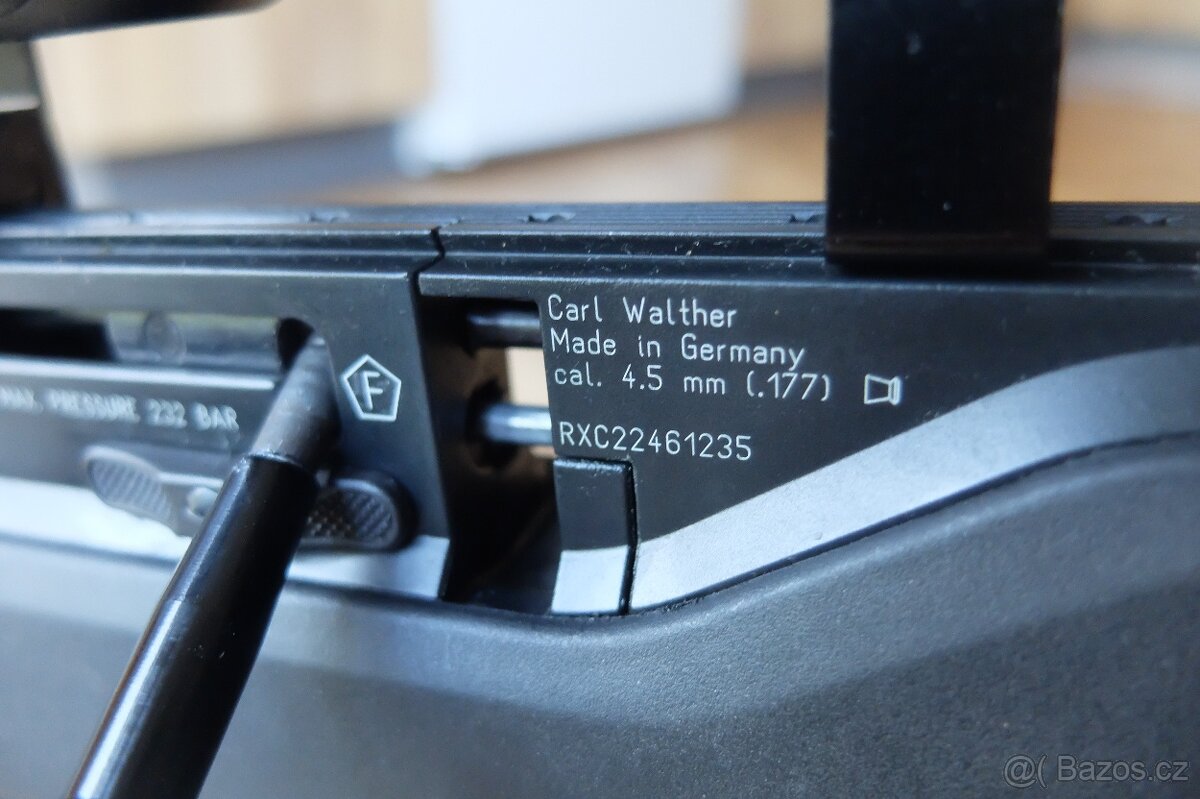 Carl Walther
Made in Germany
cal. 4.5 mm (.177)
RXC22461235
F
MAX. PRESSURE 232 BAR
@( Bazos.cz